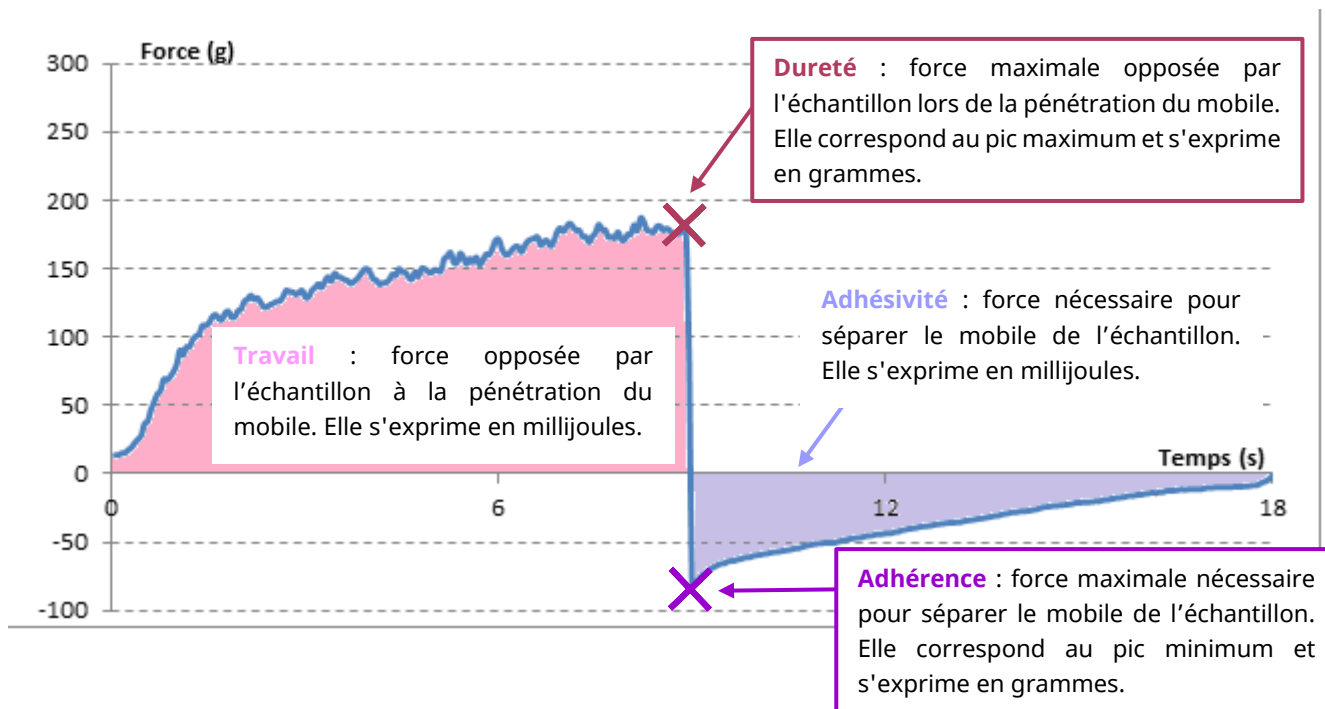 Force (g)
300
250
200
150
100
50
0
-50
-100
0
6
12
18
Temps (s)
Dureté : force maximale opposée par
l'échantillon lors de la pénétration du mobile.
Elle correspond au pic maximum et s'exprime
en grammes.
Travail : force opposée par
l’échantillon à la pénétration du
mobile. Elle s'exprime en millijoules.
Adhésivité : force nécessaire pour
séparer le mobile de l’échantillon.
Elle s'exprime en millijoules.
Adhérence : force maximale nécessaire
pour séparer le mobile de l’échantillon.
Elle correspond au pic minimum et
s'exprime en grammes.